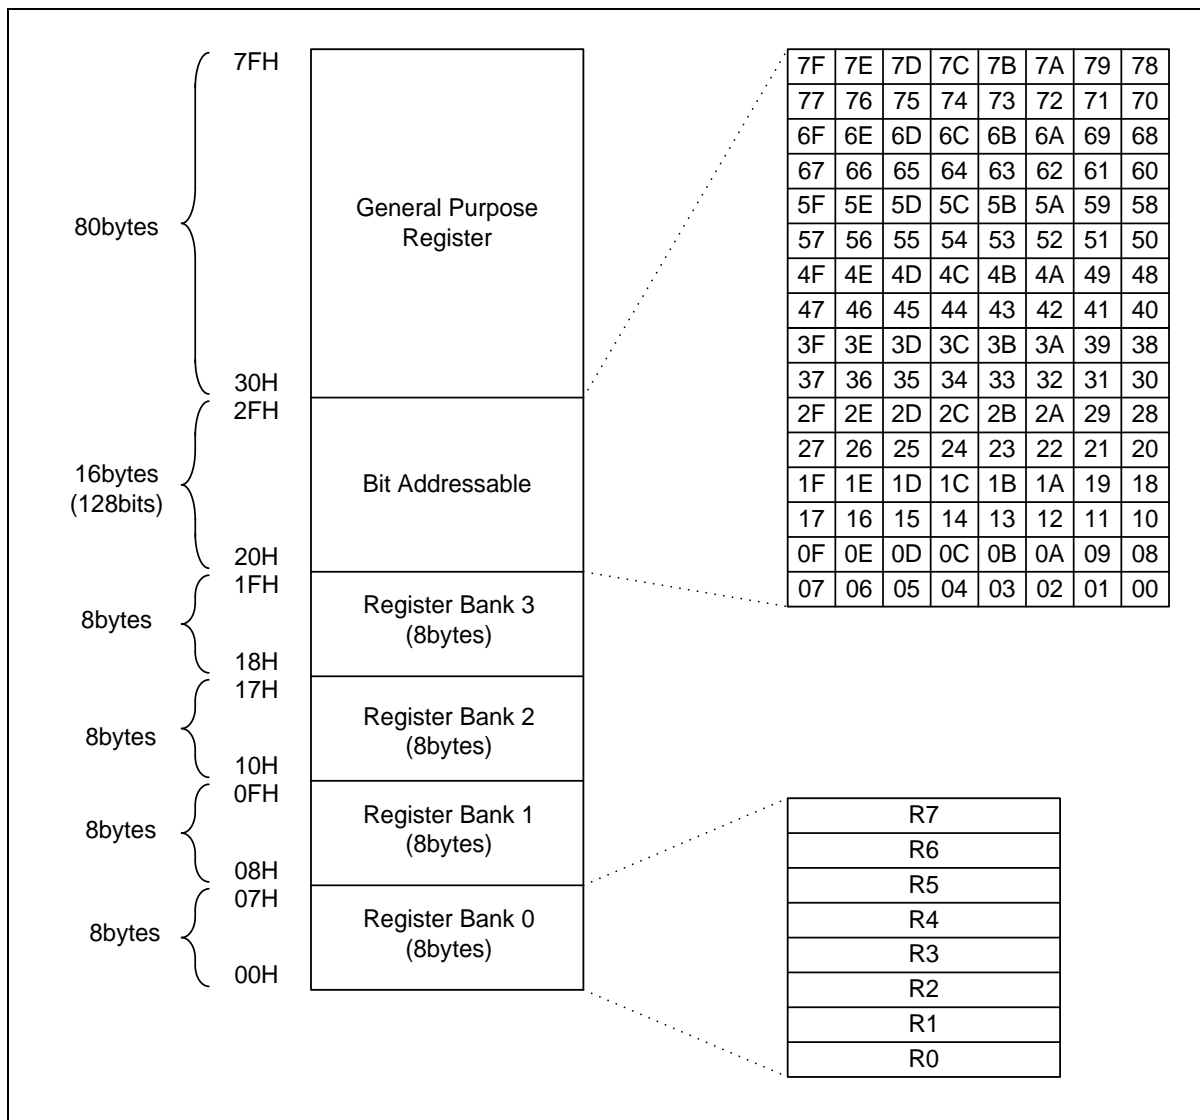 7FH
80bytes
General Purpose
Register
30H
2FH
16bytes
(128bits)
Bit Addressable
20H
1FH
8bytes
Register Bank 3
(8bytes)
18H
17H
8bytes
Register Bank 2
(8bytes)
10H
0FH
8bytes
Register Bank 1
(8bytes)
08H
07H
8bytes
Register Bank 0
(8bytes)
00H
7F 7E 7D 7C 7B 7A 79 78
77 76 75 74 73 72 71 70
6F 6E 6D 6C 6B 6A 69 68
67 66 65 64 63 62 61 60
5F 5E 5D 5C 5B 5A 59 58
57 56 55 54 53 52 51 50
4F 4E 4D 4C 4B 4A 49 48
47 46 45 44 43 42 41 40
3F 3E 3D 3C 3B 3A 39 38
37 36 35 34 33 32 31 30
2F 2E 2D 2C 2B 2A 29 28
27 26 25 24 23 22 21 20
1F 1E 1D 1C 1B 1A 19 18
17 16 15 14 13 12 11 10
0F 0E 0D 0C 0B 0A 09 08
07 06 05 04 03 02 01 00
R7
R6
R5
R4
R3
R2
R1
R0